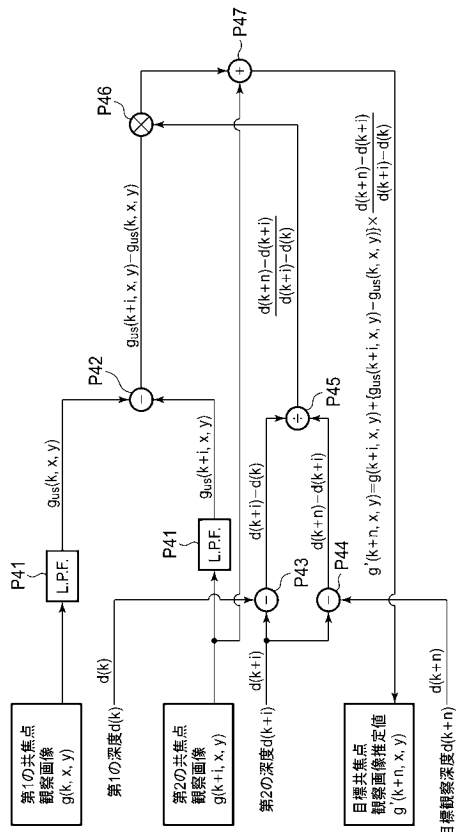 第1の共焦点
観察画像
g(k, x, y)
第1の深度d(k)
第2の共焦点
観察画像
g(k+i, x, y)
第2の深度d(k+i)
目標共焦点
観察画像推定値
g'(k+n, x, y)
目標観察深度d(k+n)
P41
L.P.F.
gus(k, x, y)
d(k)
P41
L.P.F.
gus(k+i, x, y)
d(k+i)
d(k+n)
P42
gus(k+i, x, y)−gus(k, x, y)
P43
d(k+i)−d(k)
P44
d(k+n)−d(k+i)
P45
d(k+n)−d(k+i)
d(k+i)−d(k)
P46
P47
g'(k+n, x, y)=g(k+i, x, y)+{gus(k+i, x, y)−gus(k, x, y)}×
d(k+n)−d(k+i)
d(k+i)−d(k)